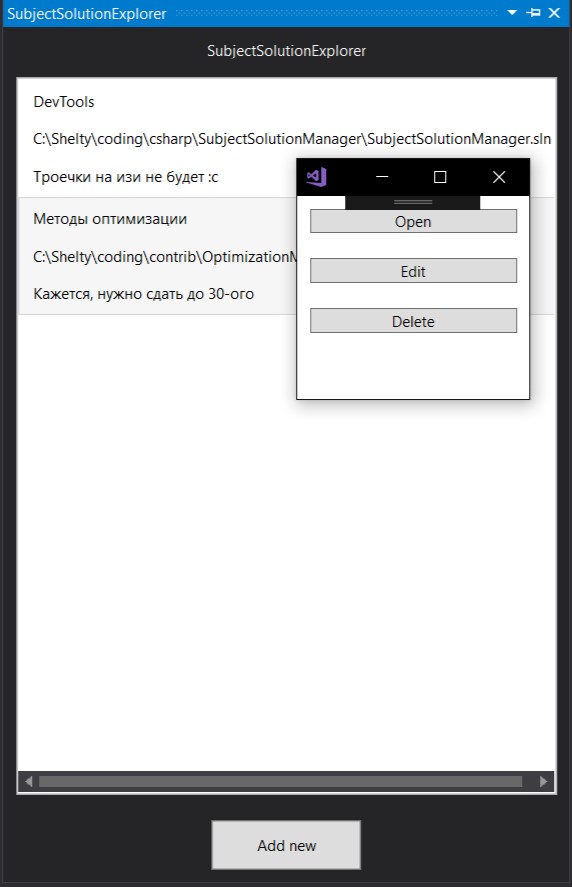 SubjectSolutionExplorer
SubjectSolutionExplorer
DevTools
C:\Shelty\coding\csharp\SubjectSolutionManager\SubjectSolutionManager.sln
Троечки на изи не будет :с
Методы оптимизации
C:\Shelty\coding\contrib\OptimizationM
Кажется, нужно сдать до 30-ого
Open
Edit
Delete
Add new